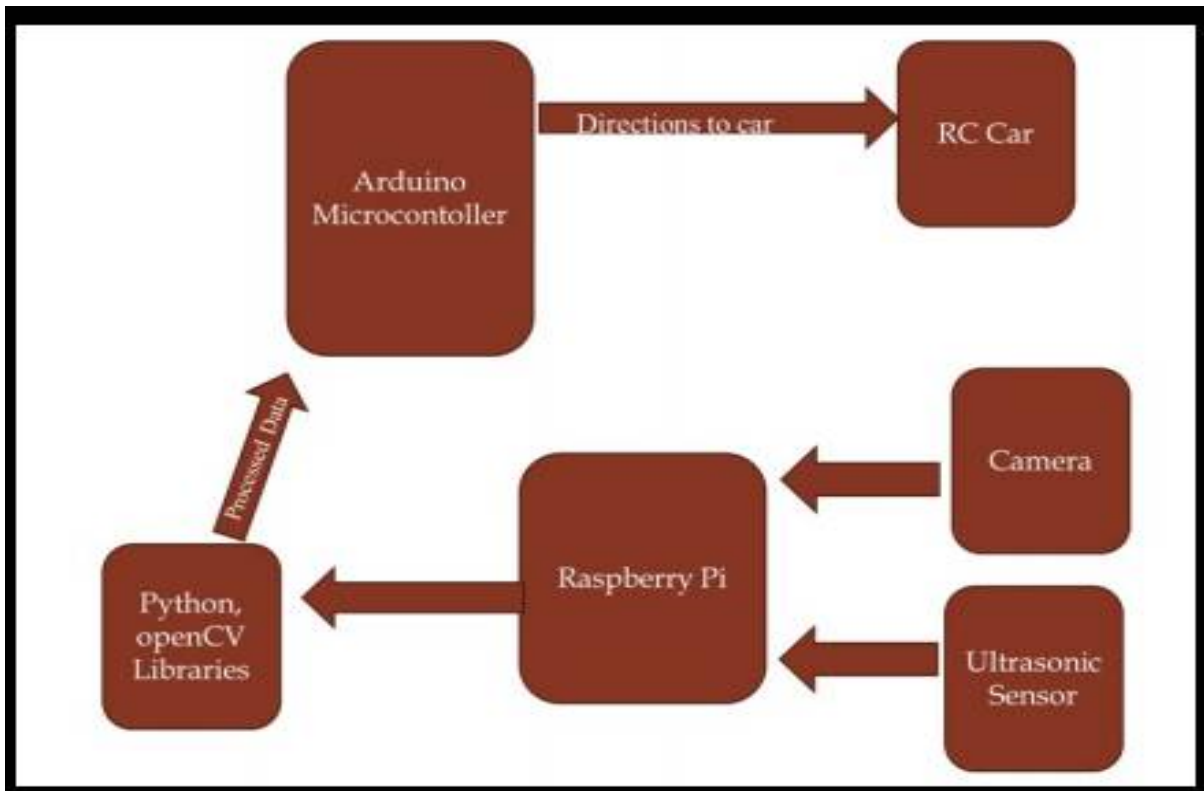 Arduino
Microcontoller
Directions to car
RC Car
Processed Data
Camera
Raspberry Pi
Python,
openCV
Libraries
Ultrasonic
Sensor